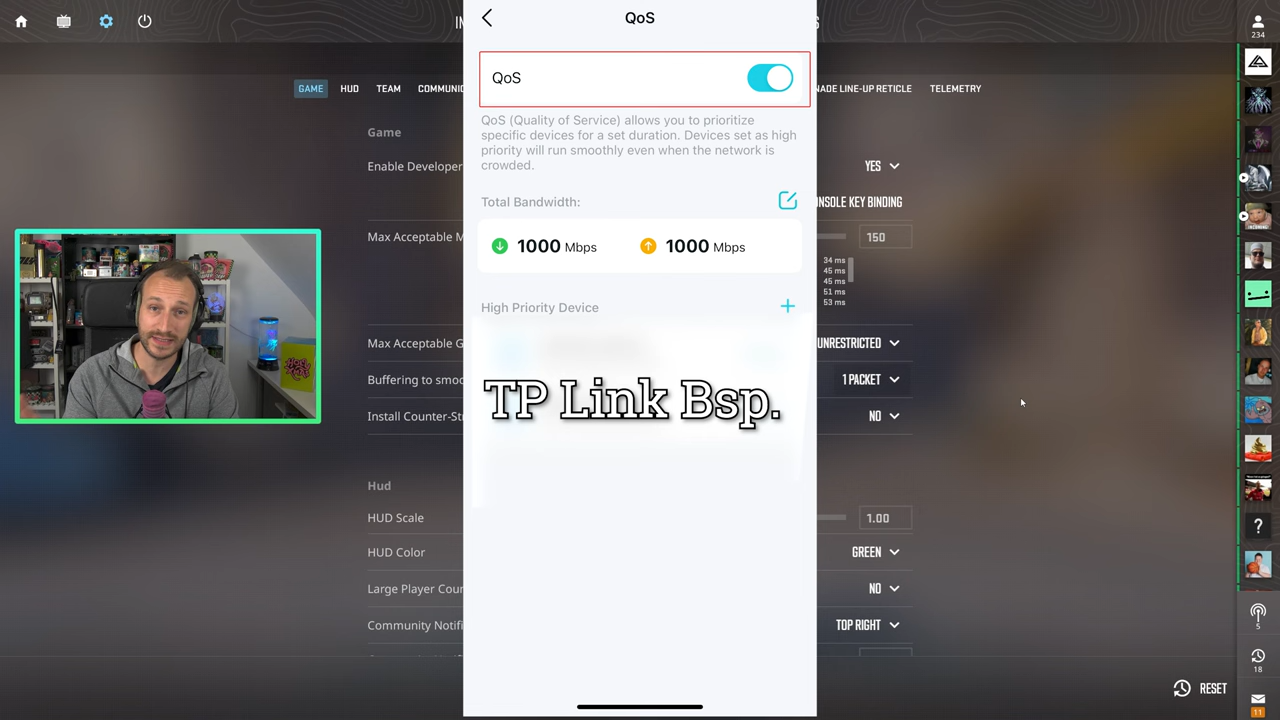 234
QoS
GAME
HUD
TEAM
COMMUNIC
NADE LINE-UP RETICLE
TELEMETRY
QoS
QoS (Quality of Service) allows you to prioritize
specific devices for a set duration. Devices set as high
priority will run smoothly even when the network is
crowded.
Game
Enable Developer
YES
Total Bandwidth:
NSOLE KEY BINDING
Max Acceptable M
1000 Mbps
1000 Mbps
150
34 ms
45 ms
45 ms
51 ms
53 ms
High Priority Device
Max Acceptable G
UNRESTRICTED
Buffering to smoo
1 PACKET
TP Link Bsp.
Install Counter-Str
NO
Hud
HUD Scale
1.00
HUD Color
GREEN
Large Player Coun
NO
Community Notifi
TOP RIGHT
?
5
18
11
RESET